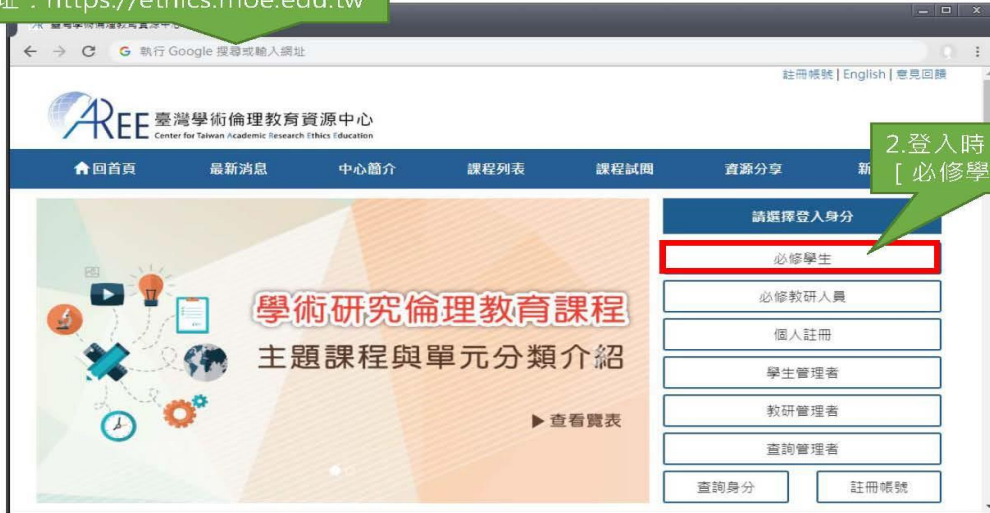 址：https://ethics.moe.edu.tw
執行 Google 搜尋或輸入網址
註冊帳號 | English | 意見回饋
AREE 臺灣學術倫理教育資源中心
Center for Taiwan Academic Research Ethics Education
2.登入時
[ 必修學
回首頁 最新消息 中心簡介 課程列表 課程試閱 資源分享 新
請選擇登入身分
必修學生
必修教研人員
個人註冊
學生管理者
教研管理者
查詢管理者
查詢身分 註冊帳號
學術研究倫理教育課程
主題課程與單元分類介紹
▶查看覽表